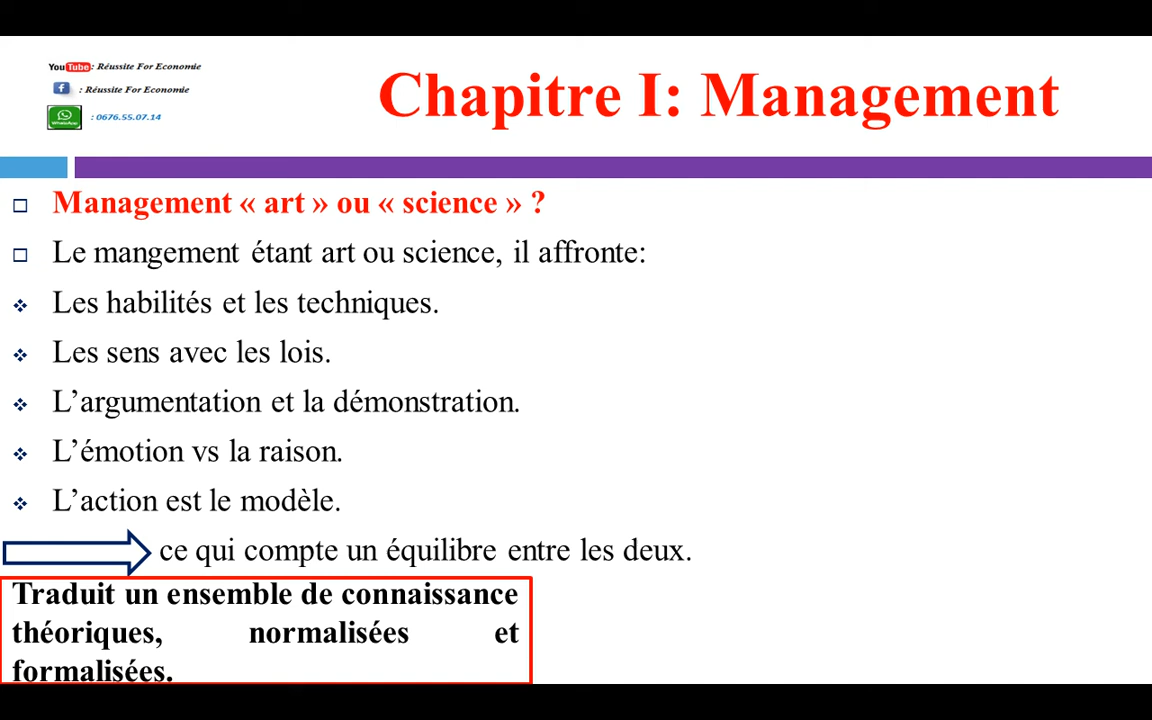 YouTube : Réussite For Economie
f : Réussite For Economie
WhatsApp : 0676.55.07.14
Chapitre I: Management
Management « art » ou « science » ?
Le mangement étant art ou science, il affronte:
Les habilités et les techniques.
Les sens avec les lois.
L’argumentation et la démonstration.
L’émotion vs la raison.
L’action est le modèle.
ce qui compte un équilibre entre les deux.
Traduit un ensemble de connaissance
théoriques, normalisées et
formalisées.